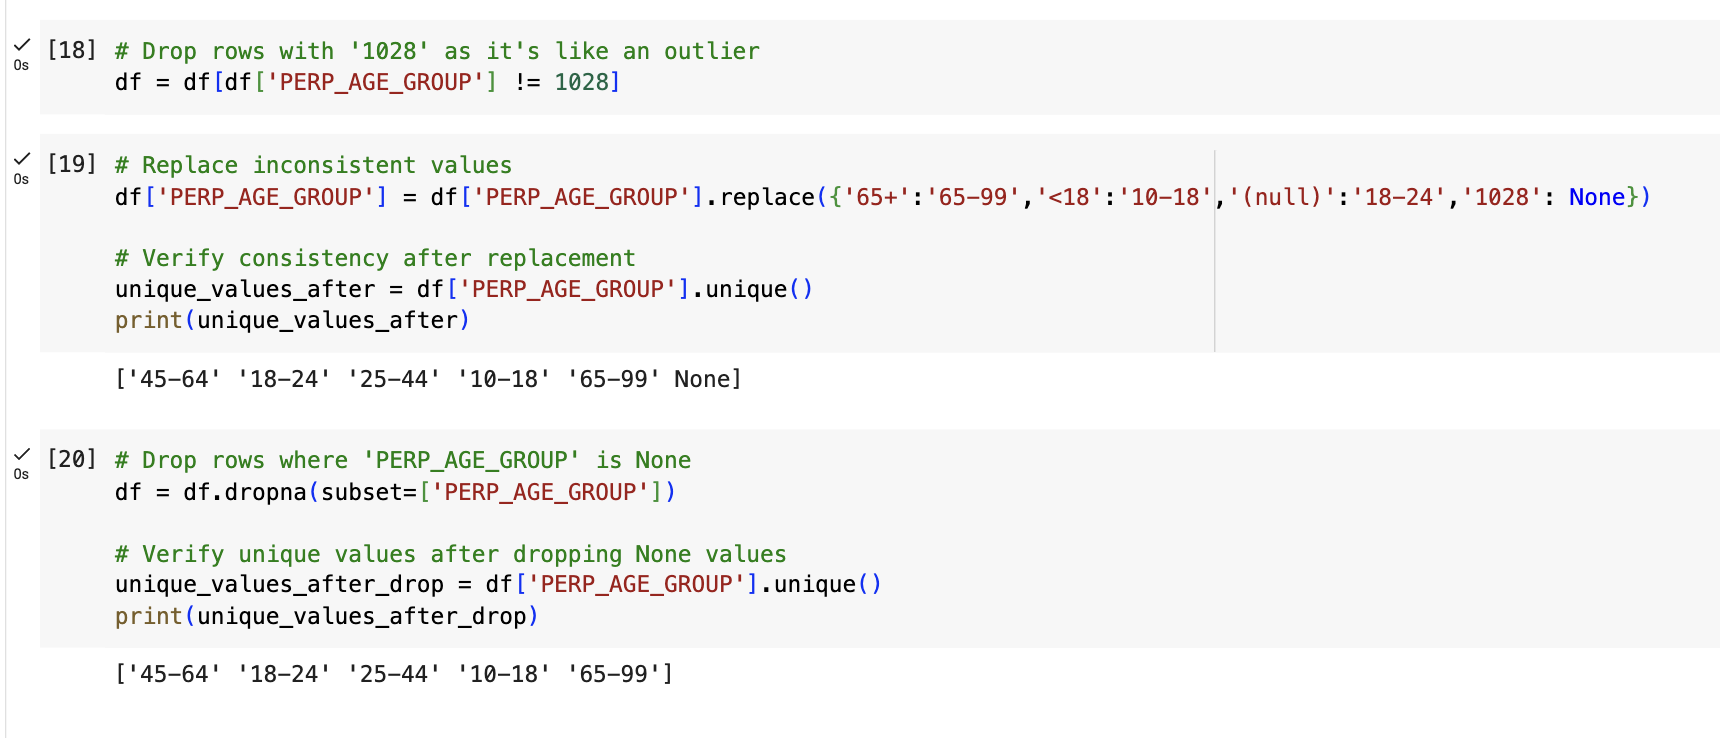 [18] # Drop rows with '1028' as it's like an outlier
0s
df = df[df['PERP_AGE_GROUP'] != 1028]
[19] # Replace inconsistent values
0s
df['PERP_AGE_GROUP'] = df['PERP_AGE_GROUP'].replace({'65+':'65-99','<18':'10-18','(null)':'18-24','1028': None})
# Verify consistency after replacement
unique_values_after = df['PERP_AGE_GROUP'].unique()
print(unique_values_after)
['45-64' '18-24' '25-44' '10-18' '65-99' None]
[20] # Drop rows where 'PERP_AGE_GROUP' is None
0s
df = df.dropna(subset=['PERP_AGE_GROUP'])
# Verify unique values after dropping None values
unique_values_after_drop = df['PERP_AGE_GROUP'].unique()
print(unique_values_after_drop)
['45-64' '18-24' '25-44' '10-18' '65-99']